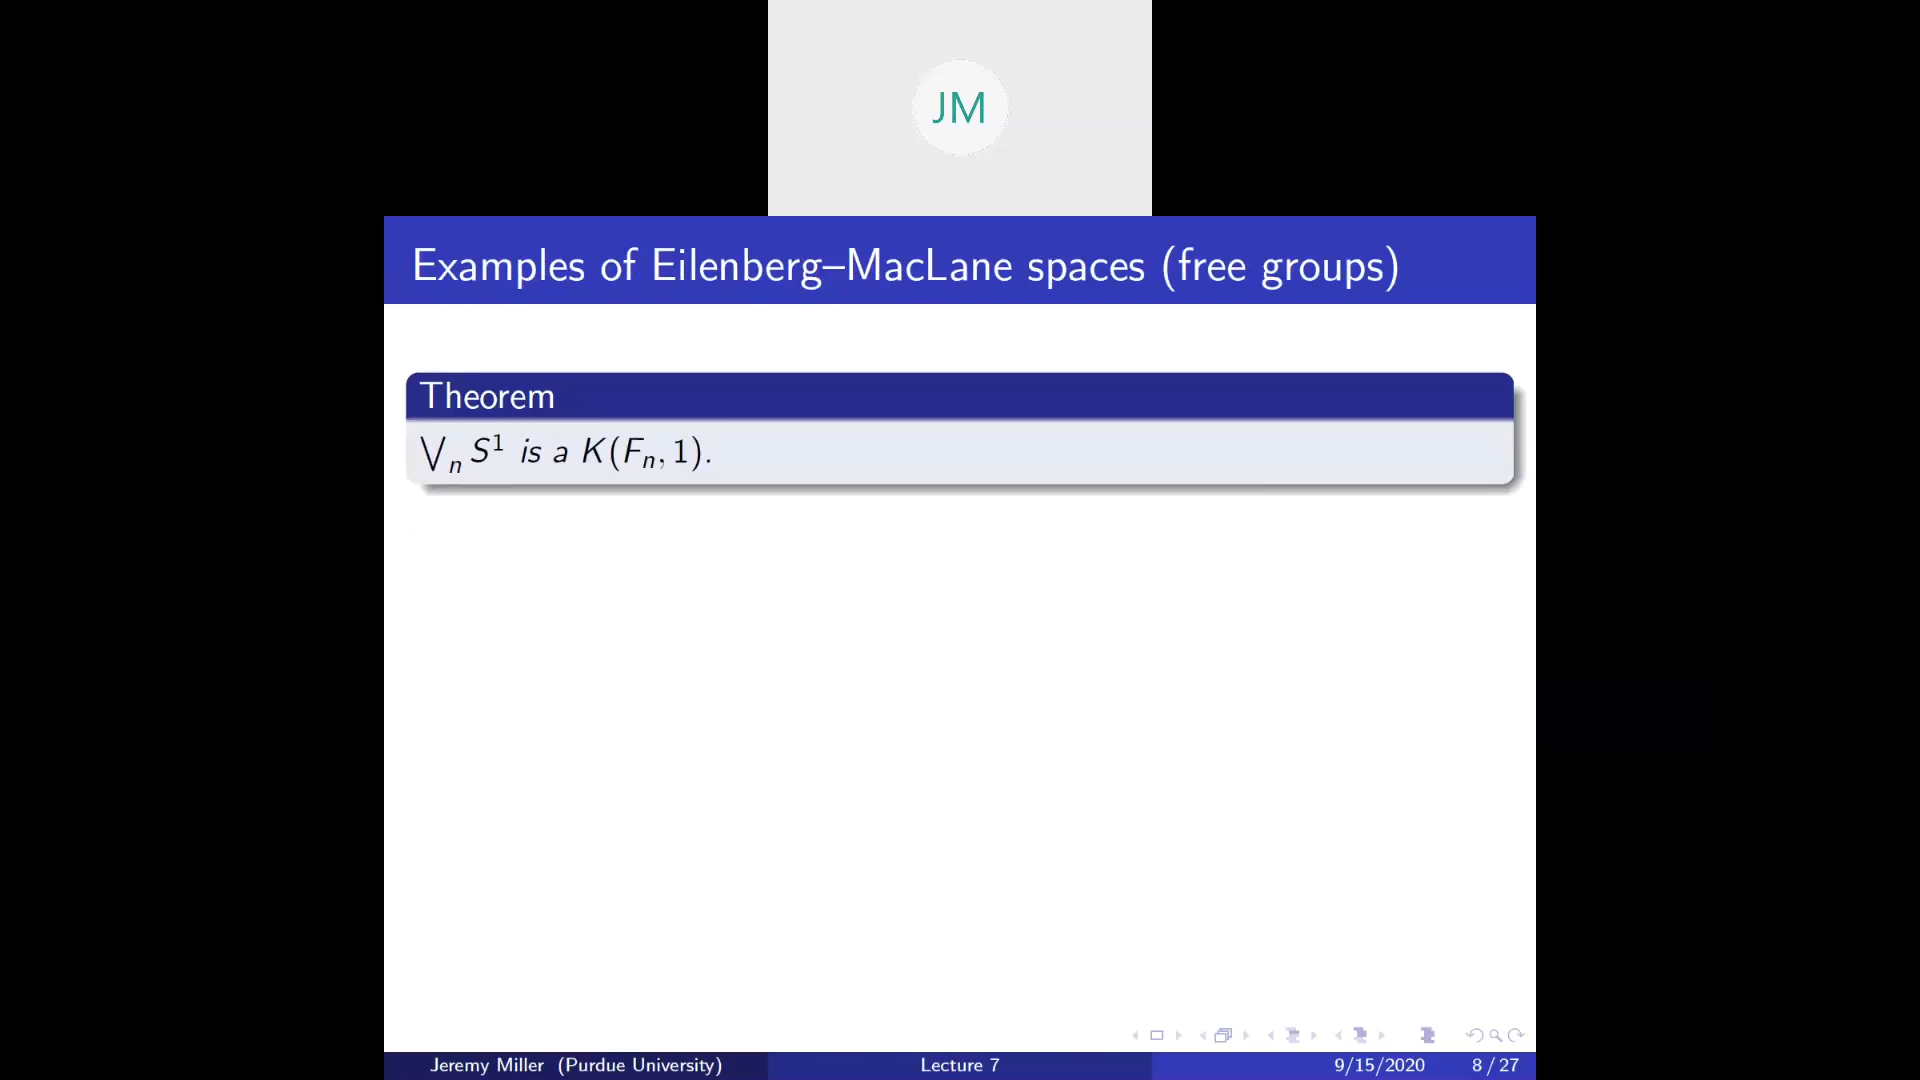 JM
Examples of Eilenberg–MacLane spaces (free groups)
Theorem
⋁ₙ S¹ is a K(Fₙ, 1).
Jeremy Miller (Purdue University) Lecture 7 9/15/2020 8 / 27